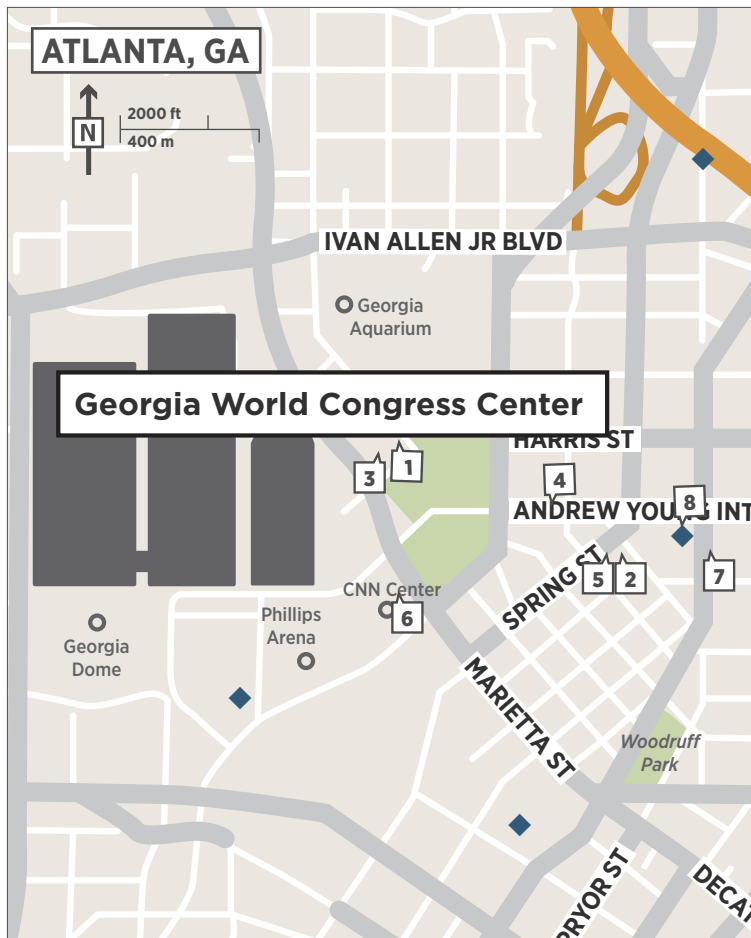 ATLANTA, GA
2000 ft
N
400 m
IVAN ALLEN JR BLVD
Georgia
Aquarium
Georgia World Congress Center
HARRIS ST
3
1
4
8
ANDREW YOUNG INT
SPRING ST
5
2
7
CNN Center
6
Phillips
Arena
Georgia
Dome
MARIETTA ST
Woodruff
Park
PRYOR ST
DECAT